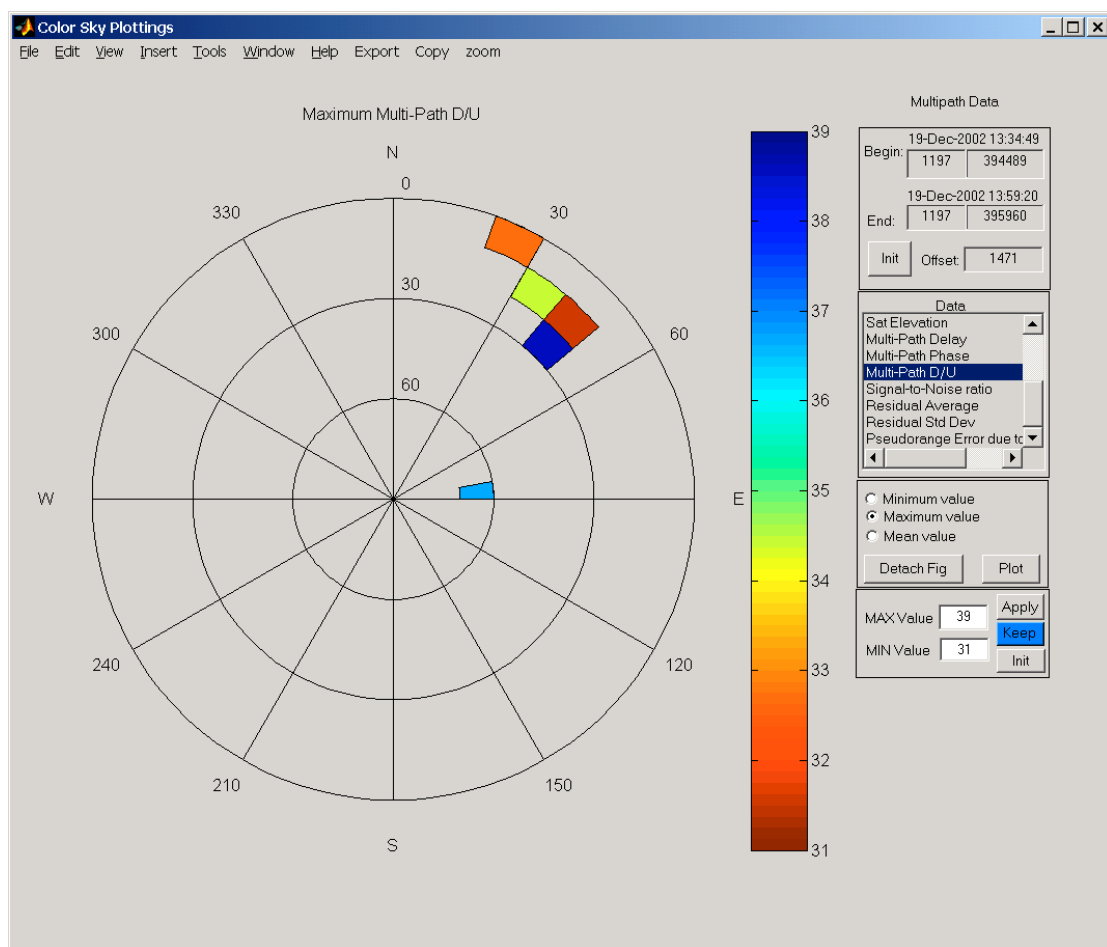 Color Sky Plottings
File Edit View Insert Tools Window Help Export Copy zoom
Maximum Multi-Path D/U
N
0
30
60
E
120
150
S
210
240
W
300
330
30
60
39
38
37
36
35
34
33
32
31
Multipath Data
19-Dec-2002 13:34:49
Begin: 1197 394489
19-Dec-2002 13:59:20
End: 1197 395960
Init Offset: 1471
Data
Sat Elevation
Multi-Path Delay
Multi-Path Phase
Multi-Path D/U
Signal-to-Noise ratio
Residual Average
Residual Std Dev
Pseudorange Error due to
Minimum value
Maximum value
Mean value
Detach Fig Plot
MAX Value 39 Apply
Keep
MIN Value 31
Init